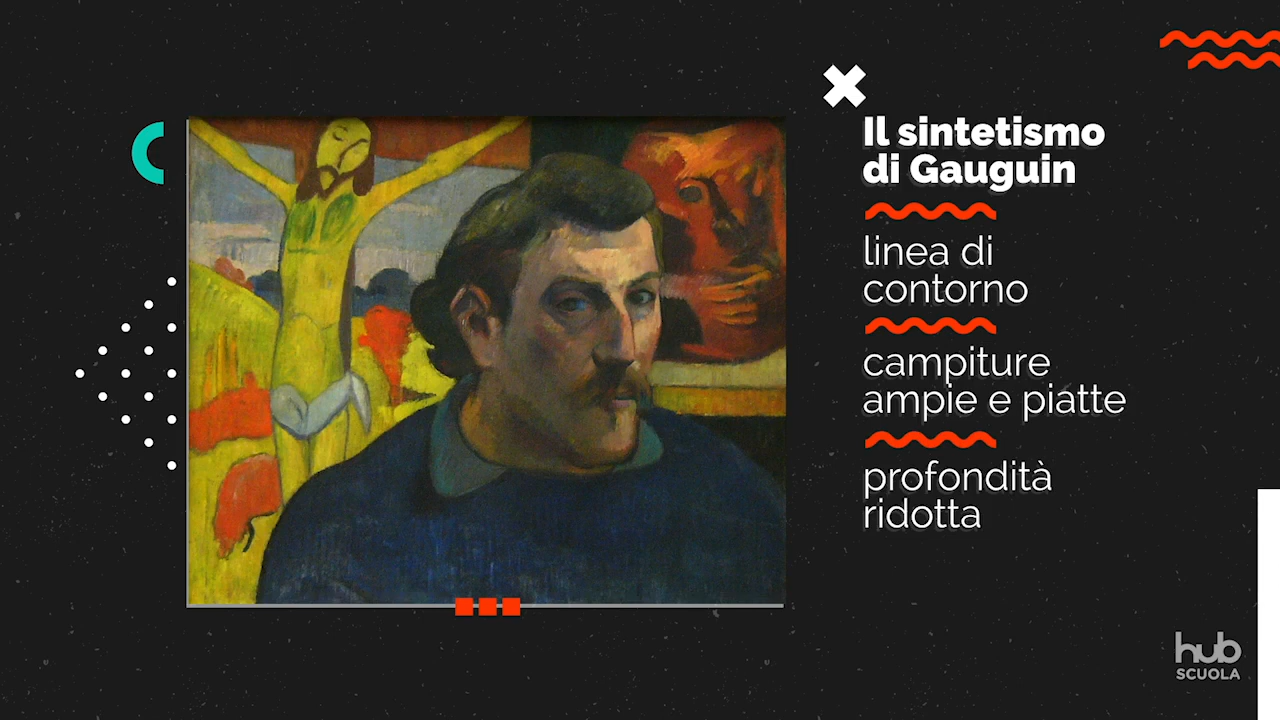 Il sintetismo
di Gauguin
linea di
contorno
campiture
ampie e piatte
profondità
ridotta
hub
SCUOLA